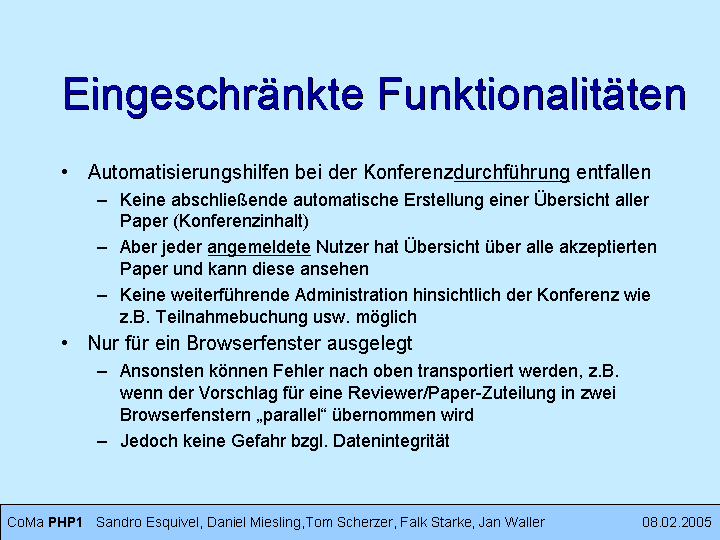 Eingeschränkte Funktionalitäten
• Automatisierungshilfen bei der Konferenzdurchführung entfallen
– Keine abschließende automatische Erstellung einer Übersicht aller
Paper (Konferenzinhalt)
– Aber jeder angemeldete Nutzer hat Übersicht über alle akzeptierten
Paper und kann diese ansehen
– Keine weiterführende Administration hinsichtlich der Konferenz wie
z.B. Teilnahmebuchung usw. möglich
• Nur für ein Browserfenster ausgelegt
– Ansonsten können Fehler nach oben transportiert werden, z.B.
wenn der Vorschlag für eine Reviewer/Paper-Zuteilung in zwei
Browserfenstern „parallel“ übernommen wird
– Jedoch keine Gefahr bzgl. Datenintegrität
CoMa PHP1 Sandro Esquivel, Daniel Miesling,Tom Scherzer, Falk Starke, Jan Waller 08.02.2005